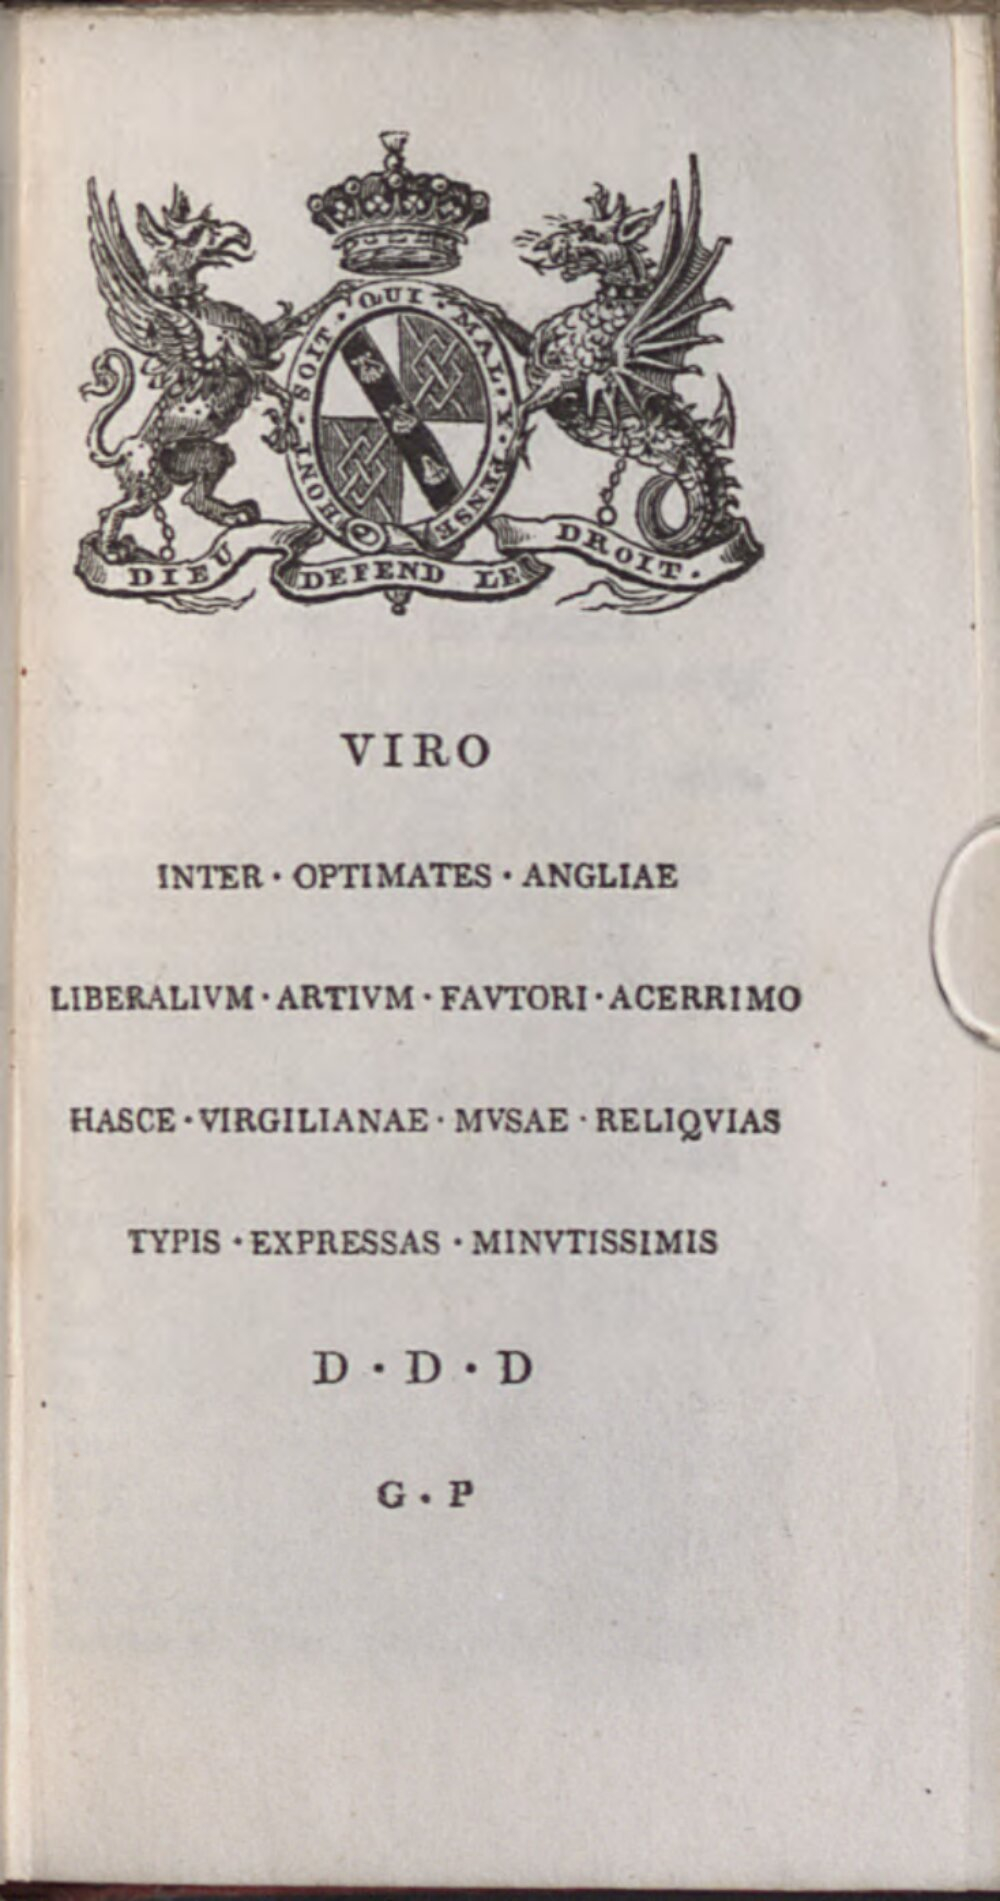 HONI · SOIT · QUI · MAL · Y · PENSE
DIEU DEFEND LE DROIT.
VIRO
INTER · OPTIMATES · ANGLIAE
LIBERALIVM · ARTIVM · FAVTORI · ACERRIMO
HASCE · VIRGILIANAE · MVSAE · RELIQVIAS
TYPIS · EXPRESSAS · MINVTISSIMIS
D · D · D
G . P